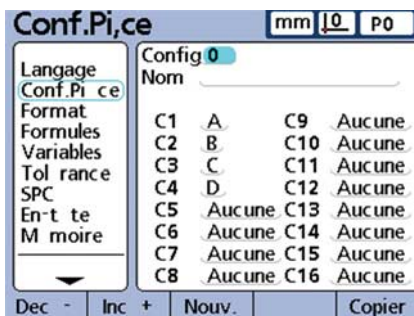 Conf.Pi,ce mm 0 P0
Langage
Conf.Pi ce
Format
Formules
Variables
Tol rance
SPC
En-t te
M moire
Config 0
Nom
C1 A C9 Aucune
C2 B C10 Aucune
C3 C C11 Aucune
C4 D C12 Aucune
C5 Aucune C13 Aucune
C6 Aucune C14 Aucune
C7 Aucune C15 Aucune
C8 Aucune C16 Aucune
Dec - Inc + Nouv. Copier